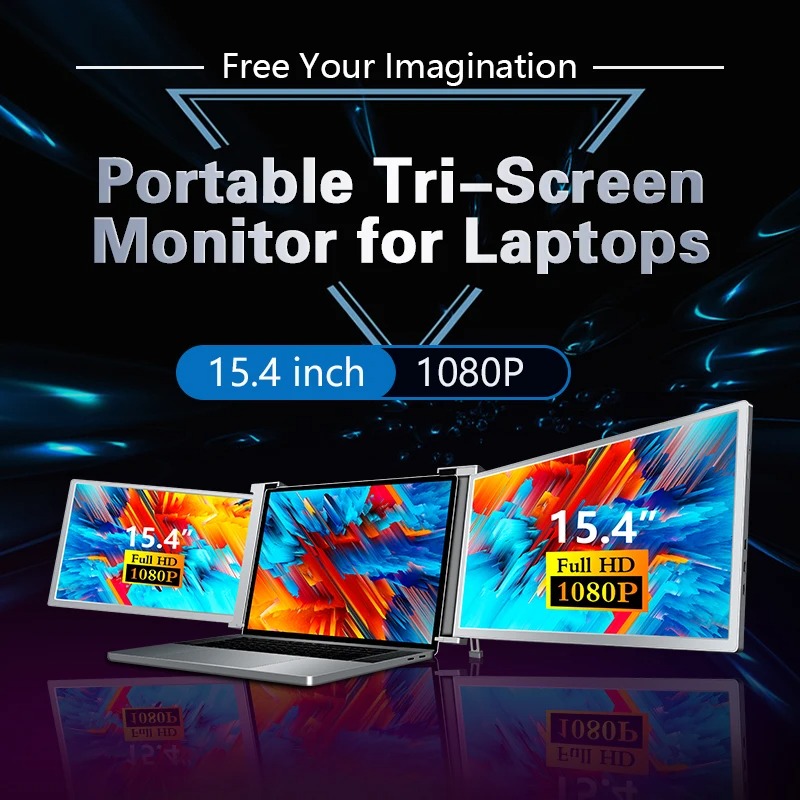 Free Your Imagination
Portable Tri-Screen
Monitor for Laptops
15.4 inch 1080P
15.4"
Full HD
1080P
15.4"
Full HD
1080P